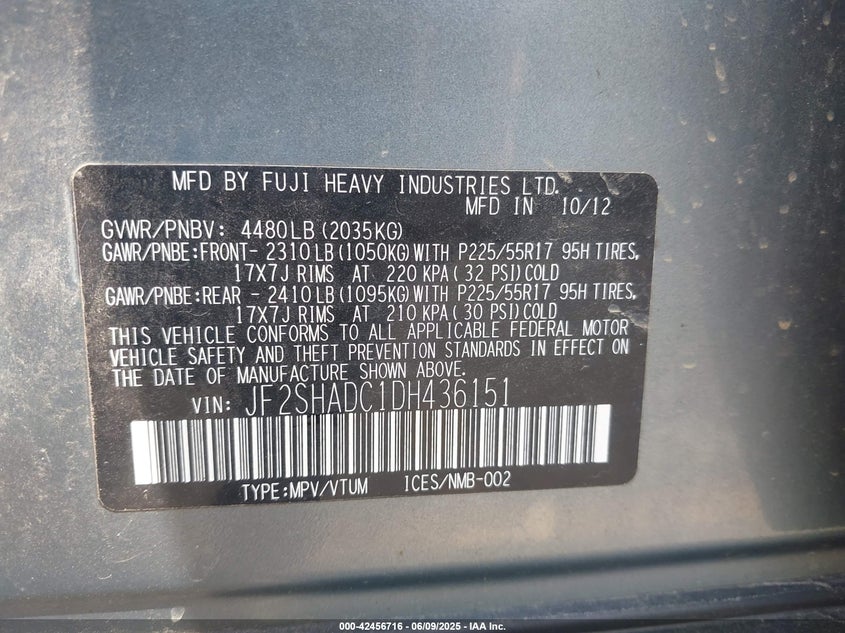 MFD BY FUJI HEAVY INDUSTRIES LTD.
MFD IN 10/12
GVWR/PNBV: 4480LB(2035KG)
GAWR/PNBE:FRONT- 2310LB(1050KG)WITH P225/55R17 95H TIRES,
17X7J RIMS AT 220 KPA( 32 PSI)COLD
GAWR/PNBE:REAR - 2410LB(1095KG)WITH P225/55R17 95H TIRES,
17X7J RIMS AT 210 KPA( 30 PSI)COLD
THIS VEHICLE CONFORMS TO ALL APPLICABLE FEDERAL MOTOR
VEHICLE SAFETY AND THEFT PREVENTION STANDARDS IN EFFECT ON
THE DATE OF MANUFACTURE SHOWN ABOVE.
VIN: JF2SHADC1DH436151
TYPE:MPV/VTUM ICES/NMB-002
000-42456716 - 06/09/2025 - IAA Inc.